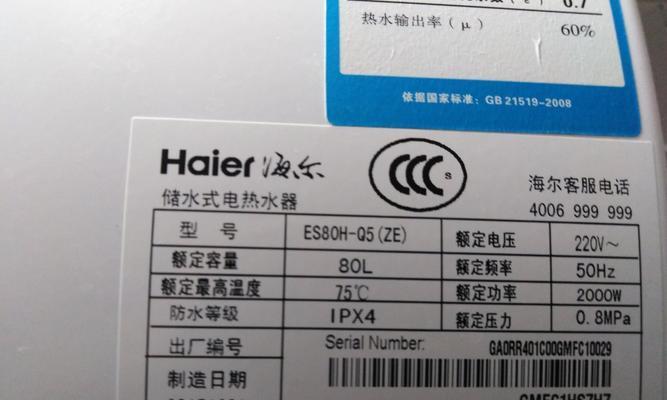 热水输出率（μ） 60%
依据国家标准：GB 21519-2008
Haier 海尔
CCC S
海尔客服电话
储水式电热水器
4006 999 999
型 号 ES80H-Q5(ZE) 额定电压 220V～
额定容量 80L 额定频率 50Hz
额定最高温度 75℃ 额定功率 2000W
防水等级 IPX4 额定压力 0.8MPa
出厂编号 Serial Number: GA0RR401C00GMFC10029
制造日期